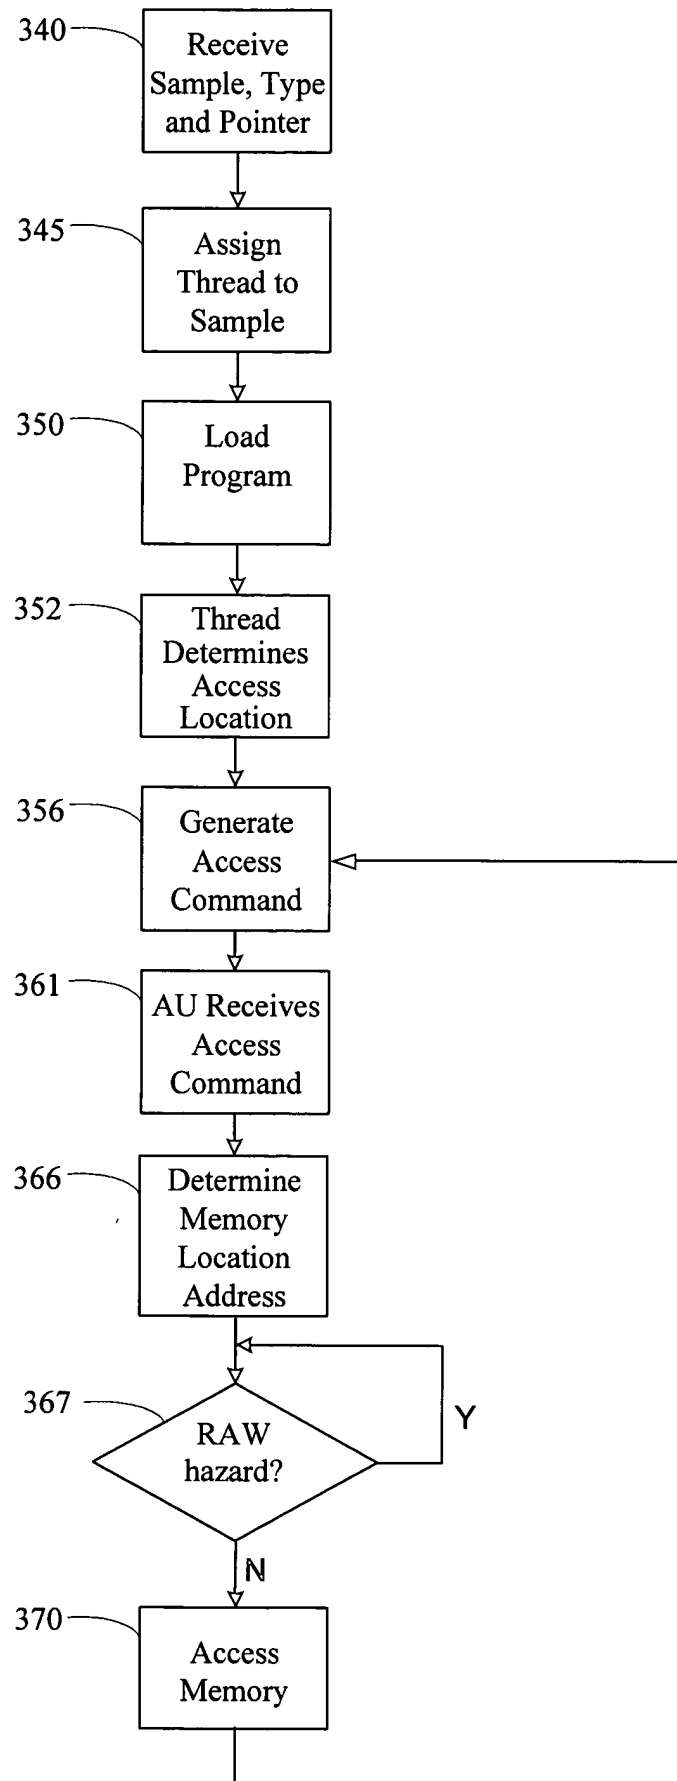 340
Receive
Sample, Type
and Pointer
345
Assign
Thread to
Sample
350
Load
Program
352
Thread
Determines
Access
Location
356
Generate
Access
Command
361
AU Receives
Access
Command
366
Determine
Memory
Location
Address
367
RAW
hazard?
Y
N
370
Access
Memory